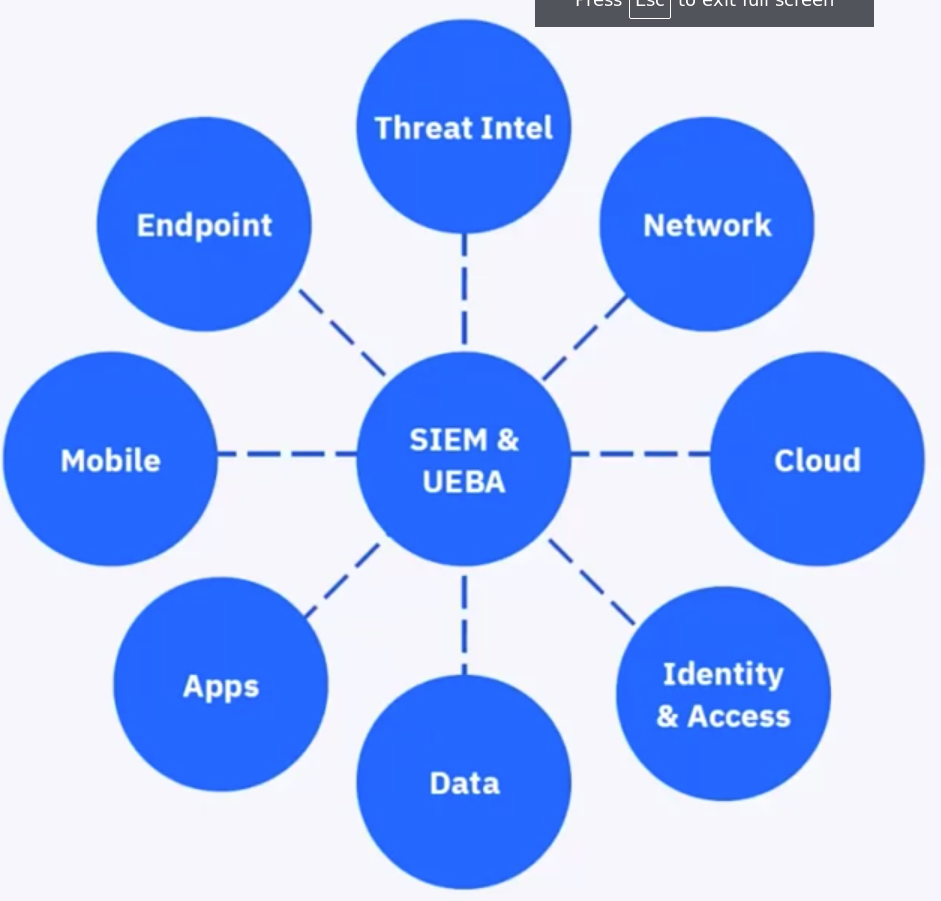 Press Esc to exit full screen
Threat Intel
Endpoint
Network
SIEM &
UEBA
Mobile
Cloud
Apps
Identity
& Access
Data